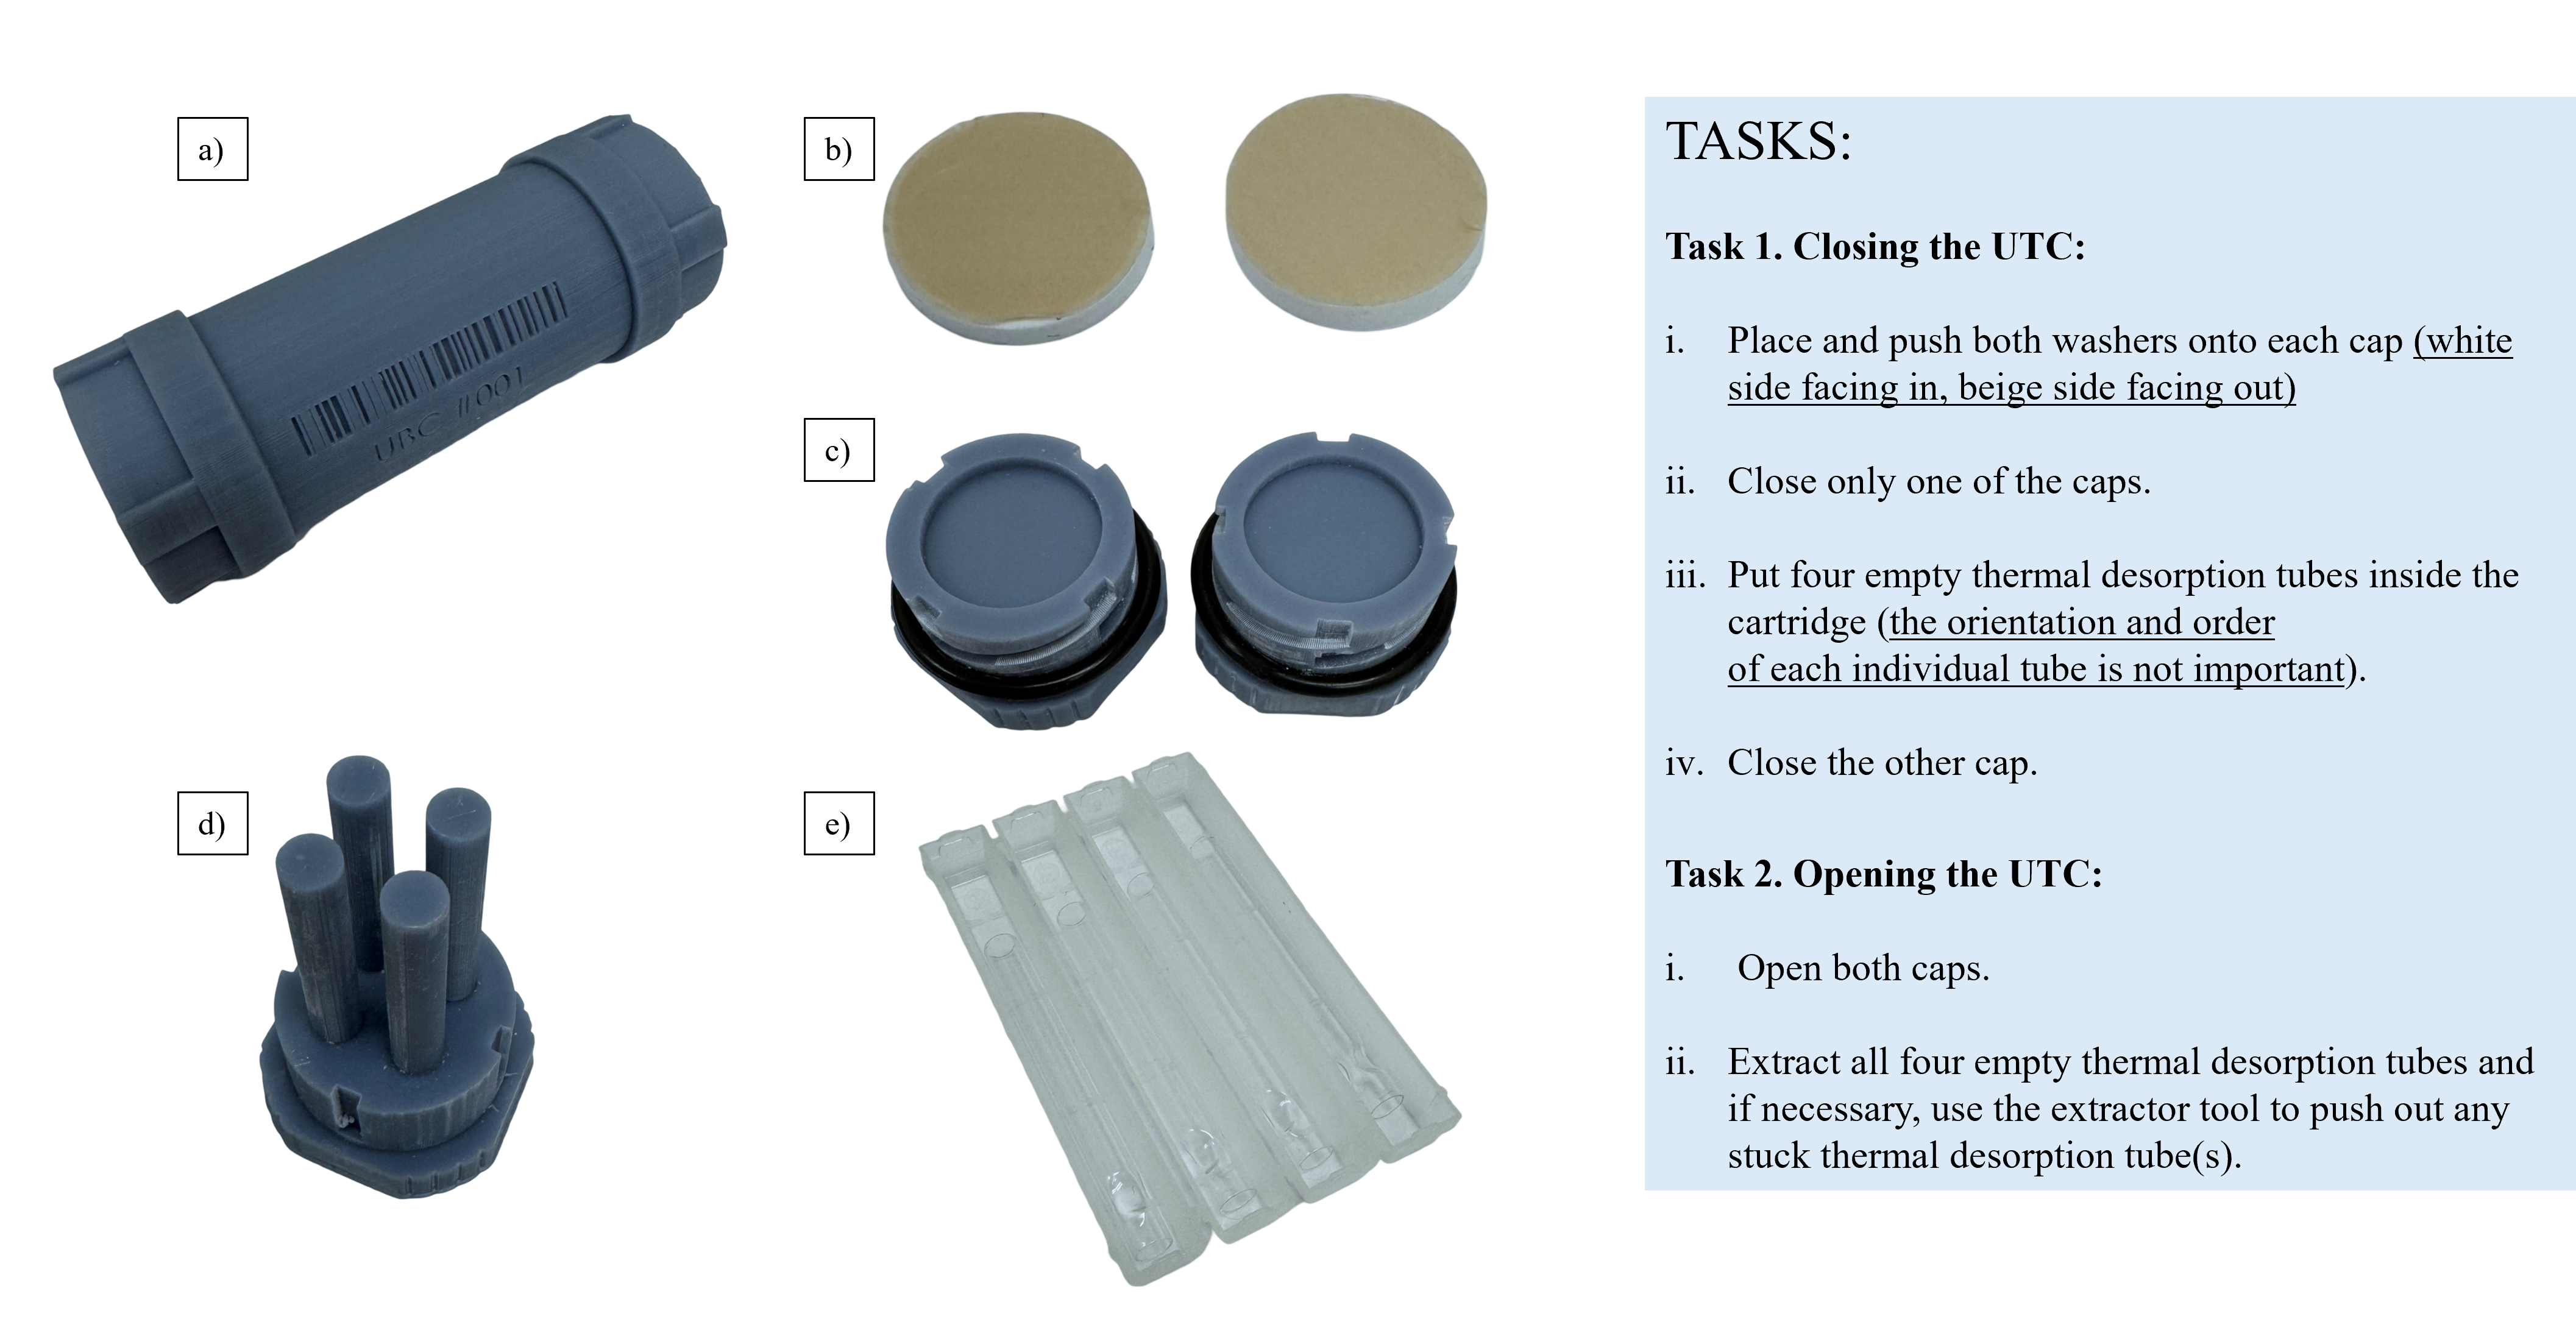 a)
UBC #001
b)
c)
d)
e)
TASKS:
Task 1. Closing the UTC:
i. Place and push both washers onto each cap (white
side facing in, beige side facing out)
ii. Close only one of the caps.
iii. Put four empty thermal desorption tubes inside the
cartridge (the orientation and order
of each individual tube is not important).
iv. Close the other cap.
Task 2. Opening the UTC:
i. Open both caps.
ii. Extract all four empty thermal desorption tubes and
if necessary, use the extractor tool to push out any
stuck thermal desorption tube(s).